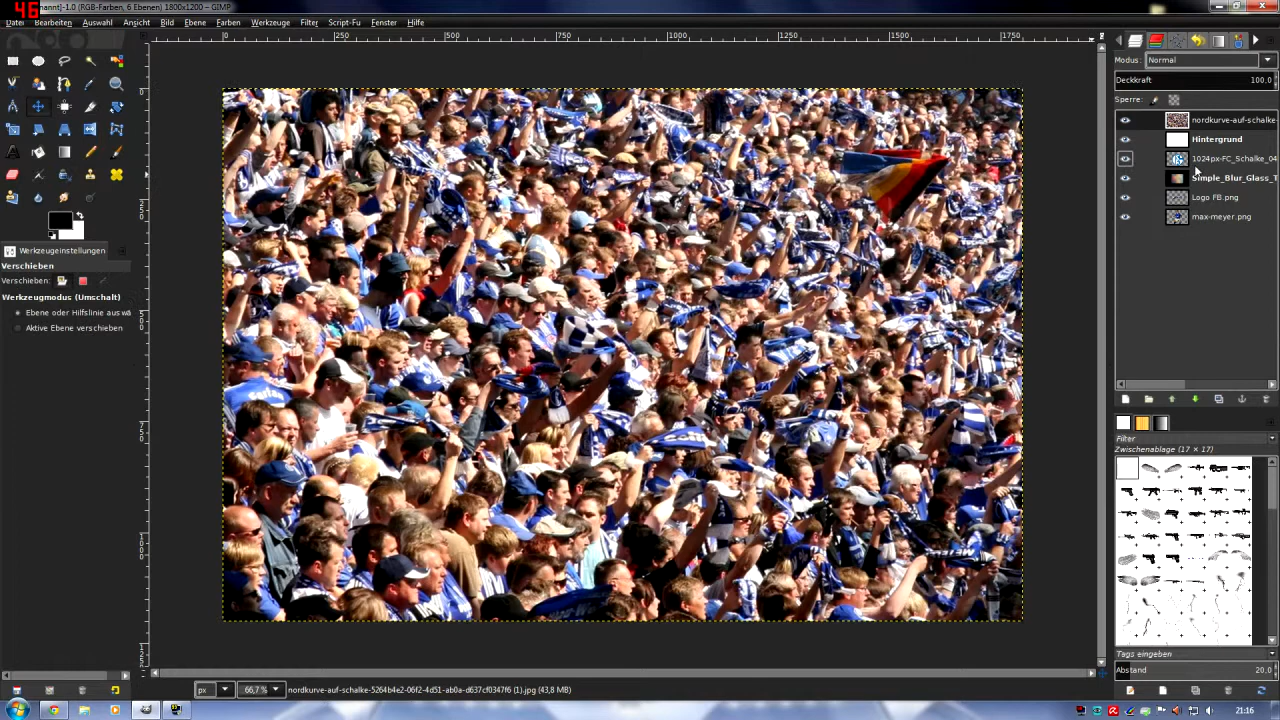 46
hannt]-1.0 (RGB-Farben, 6 Ebenen) 1800x1200 – GIMP
Datei Bearbeiten Auswahl Ansicht Bild Ebene Farben Werkzeuge Filter Script-Fu Fenster Hilfe
0 250 500 750 1000 1250 1500 1750
Modus: Normal
Deckkraft 100.0
Sperre:
nordkurve-auf-schalke
Hintergrund
1024px-FC_Schalke_04
Simple_Blur_Glass_T
Logo FB.png
max-meyer.png
Werkzeugeinstellungen
Verschieben
Verschieben:
Werkzeugmodus (Umschalt)
Ebene oder Hilfslinie aus wä
Aktive Ebene verschieben
Filter
Zwischenablage (17 × 17)
Tags eingeben
Abstand 20.0
px 66,7 % nordkurve-auf-schalke-5264b4e2-06f2-4d51-ab0a-d637cf0347f6 (1).jpg (43,8 MB)
21:16